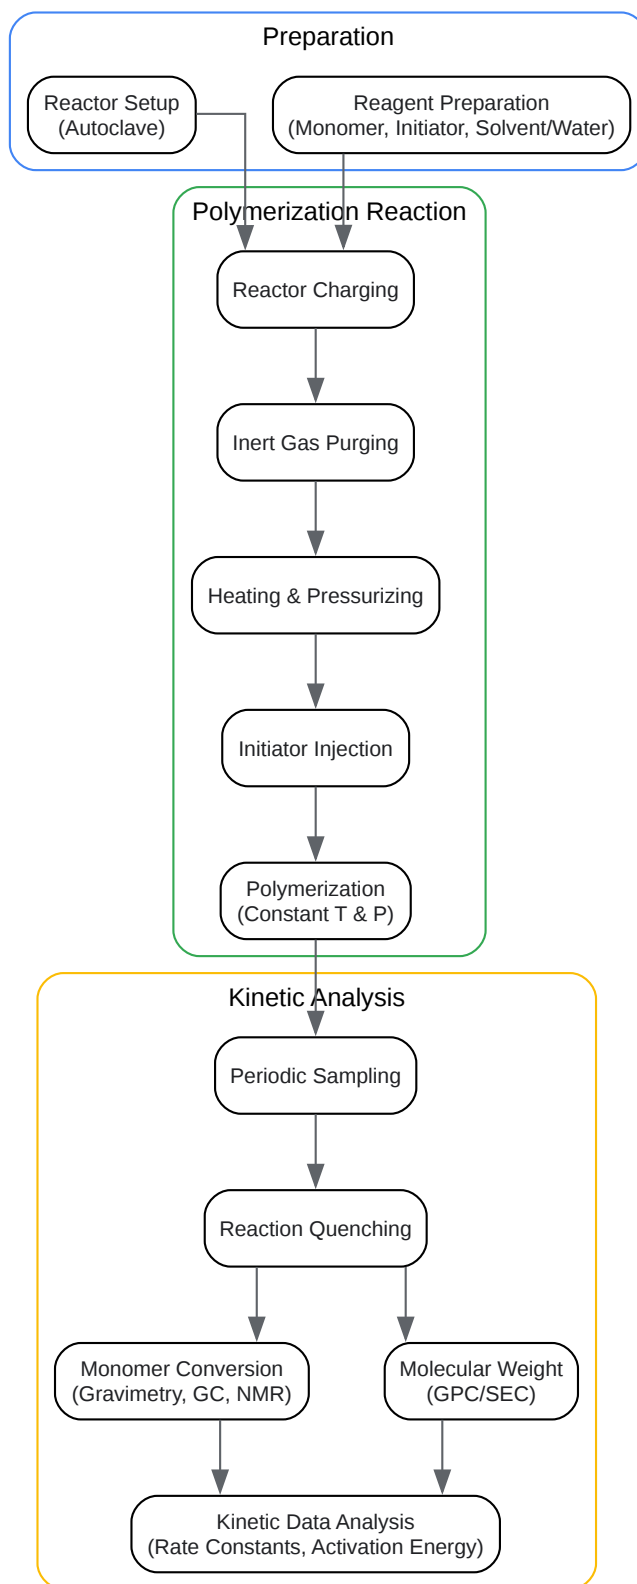 Preparation
Reactor Setup
(Autoclave)
Reagent Preparation
(Monomer, Initiator, Solvent/Water)
Polymerization Reaction
Reactor Charging
Inert Gas Purging
Heating & Pressurizing
Initiator Injection
Polymerization
(Constant T & P)
Kinetic Analysis
Periodic Sampling
Reaction Quenching
Monomer Conversion
(Gravimetry, GC, NMR)
Molecular Weight
(GPC/SEC)
Kinetic Data Analysis
(Rate Constants, Activation Energy)